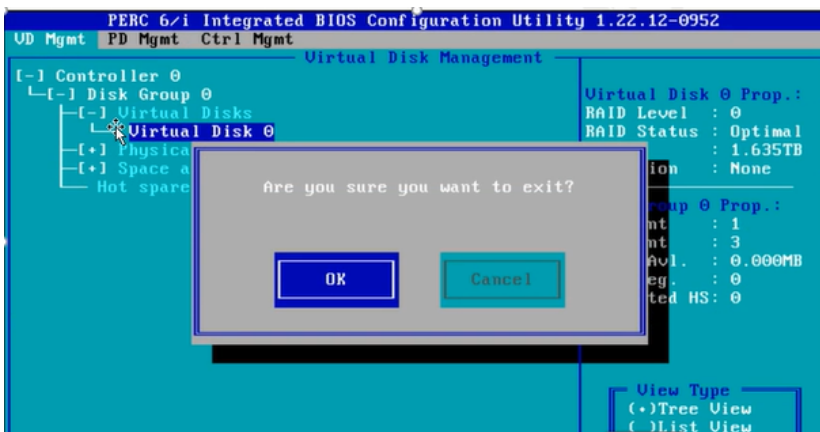 PERC 6/i Integrated BIOS Configuration Utility 1.22.12-0952
VD Mgmt PD Mgmt Ctrl Mgmt
Virtual Disk Management
[-] Controller 0
[-] Disk Group 0
[-] Virtual Disks
Virtual Disk 0
[+] Physica
[+] Space a
Hot spare
Are you sure you want to exit?
OK Cancel
Virtual Disk 0 Prop.:
RAID Level : 0
RAID Status : Optimal
: 1.635TB
ion : None
roup 0 Prop.:
nt : 1
nt : 3
Avl. : 0.000MB
eg. : 0
ted HS: 0
View Type
(•)Tree View
( )List View